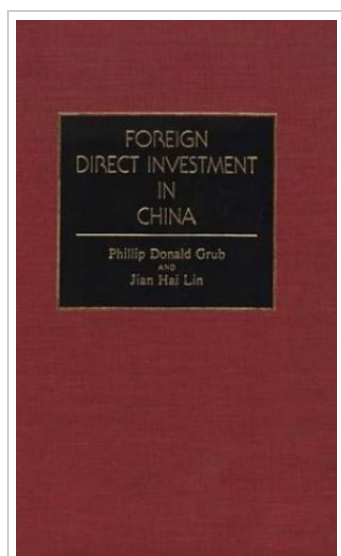 FOREIGN
DIRECT INVESTMENT
IN
CHINA
Phillip Donald Grub
AND
Jian Hai Lin